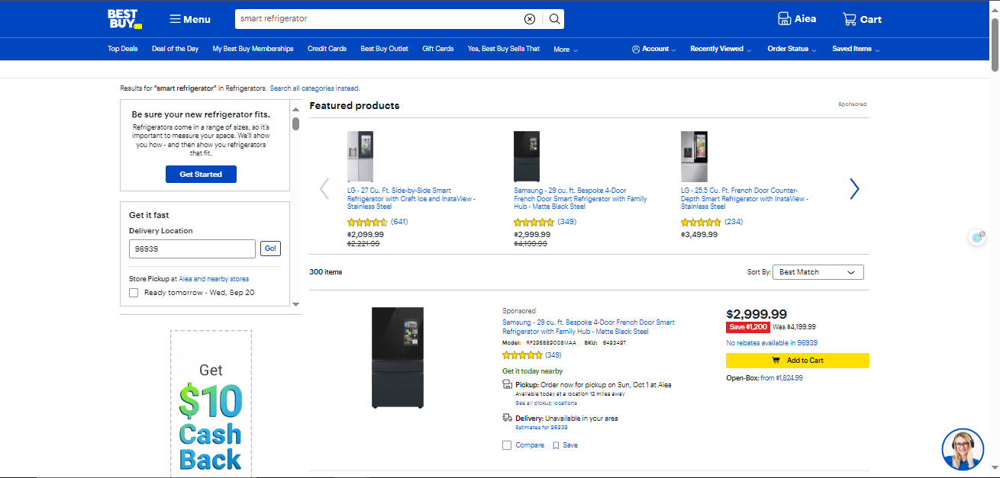 BEST
BUY
Menu
smart refrigerator
Aiea
Cart
Top Deals
Deal of the Day
My Best Buy Memberships
Credit Cards
Best Buy Outlet
Gift Cards
Yes, Best Buy Sells That
More
Account
Recently Viewed
Order Status
Saved Items
Results for "smart refrigerator" in Refrigerators. Search all categories instead.
Be sure your new refrigerator fits.
Refrigerators come in a range of sizes, so it's
important to measure your space. We'll show
you how - and then show you refrigerators
that fit.
Get Started
Get it fast
Delivery Location
96939
Go!
Store Pickup at Aiea and nearby stores
Ready tomorrow - Wed, Sep 20
Get
$10
Cash
Back
Featured products
Sponsored
LG - 27 Cu. Ft. Side-by-Side Smart
Refrigerator with Craft Ice and InstaView -
Stainless Steel
(641)
$2,099.99
$2,221.99
Samsung - 29 cu. ft. Bespoke 4-Door
French Door Smart Refrigerator with Family
Hub - Matte Black Steel
(349)
$2,999.99
$4,199.99
LG - 25.5 Cu. Ft. French Door Counter-
Depth Smart Refrigerator with InstaView -
Stainless Steel
(234)
$3,499.99
300 items
Sort By: Best Match
Sponsored
Samsung - 29 cu. ft. Bespoke 4-Door French Door Smart
Refrigerator with Family Hub - Matte Black Steel
Model: RF29BB8900BMAA SKU: 6493497
(349)
Get it today nearby
Pickup: Order now for pickup on Sun, Oct 1 at Aiea
Available today at a location 12 miles away
See all pickup locations
Delivery: Unavailable in your area
Estimates for 96939
Compare
Save
$2,999.99
Save $1,200 Was $4,199.99
No rebates available in 96939
Add to Cart
Open-Box: from $1,824.99